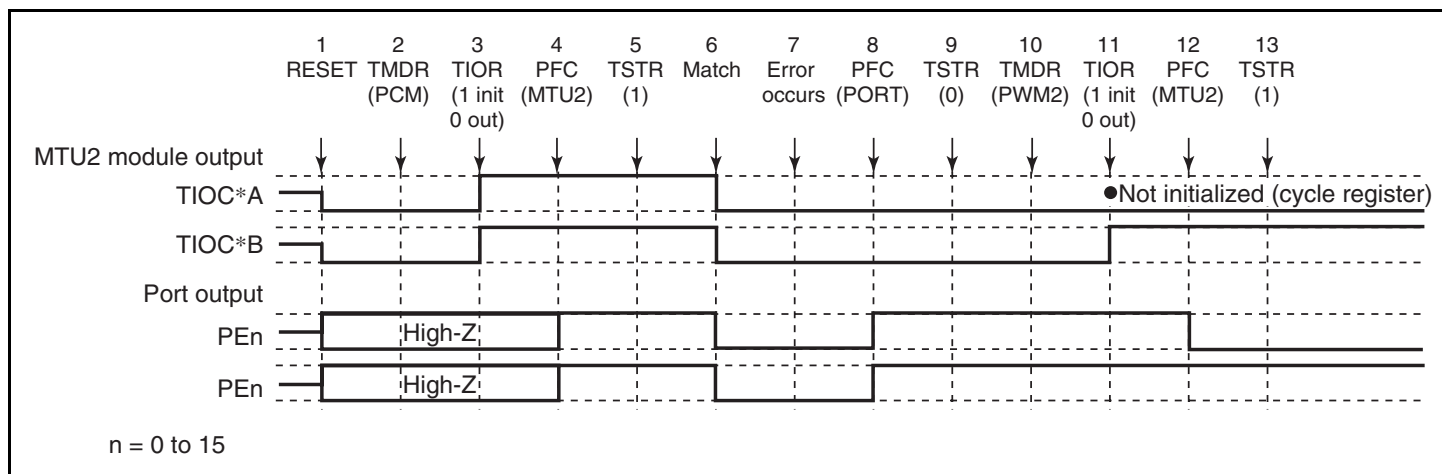 1 2 3 4 5 6 7 8 9 10 11 12 13
RESET TMDR TIOR PFC TSTR Match Error PFC TSTR TMDR TIOR PFC TSTR
(PCM) (1 init (MTU2) (1) occurs (PORT) (0) (PWM2) (1 init (MTU2) (1)
0 out) 0 out)
MTU2 module output
TIOC*A ●Not initialized (cycle register)
TIOC*B
Port output
PEn High-Z
PEn High-Z
n = 0 to 15